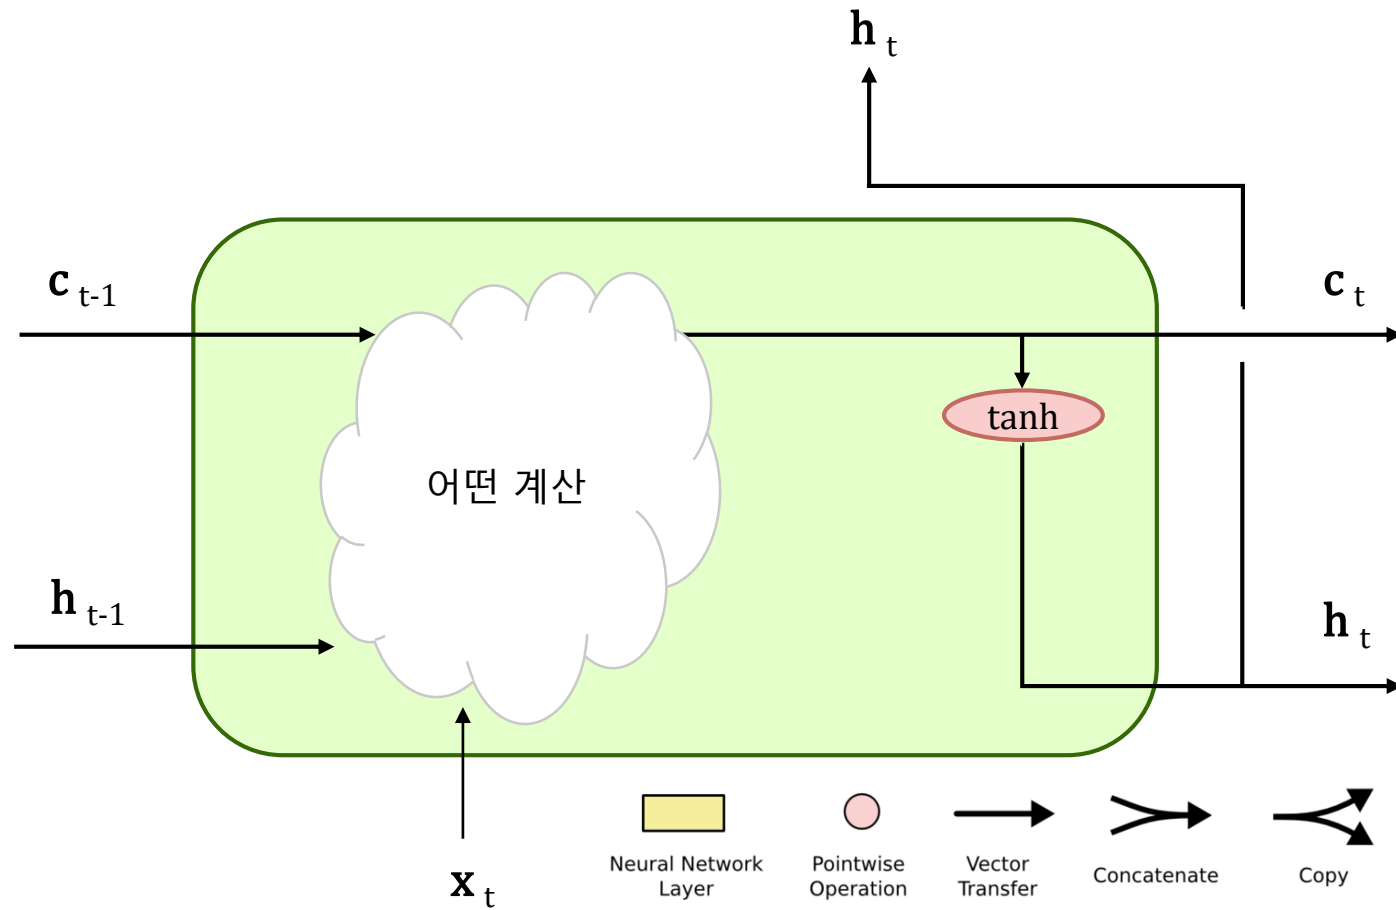 h t
c t-1
c t
tanh
어떤 계산
h t-1
h t
x t
Neural Network
Layer
Pointwise
Operation
Vector
Transfer
Concatenate
Copy